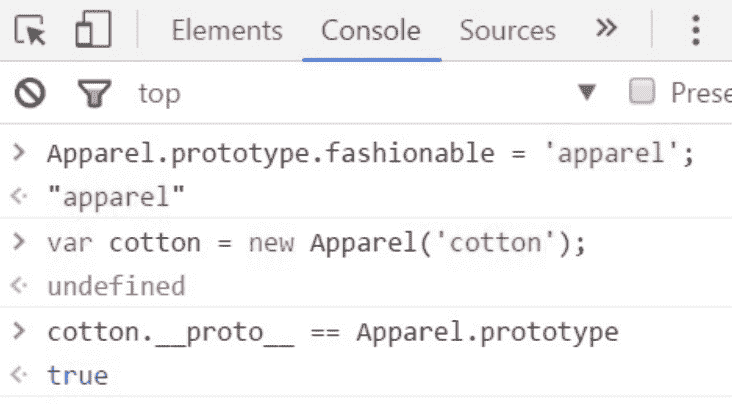 Elements Console Sources »
top Prese
> Apparel.prototype.fashionable = 'apparel';
"apparel"
> var cotton = new Apparel('cotton');
undefined
> cotton.__proto__ == Apparel.prototype
true